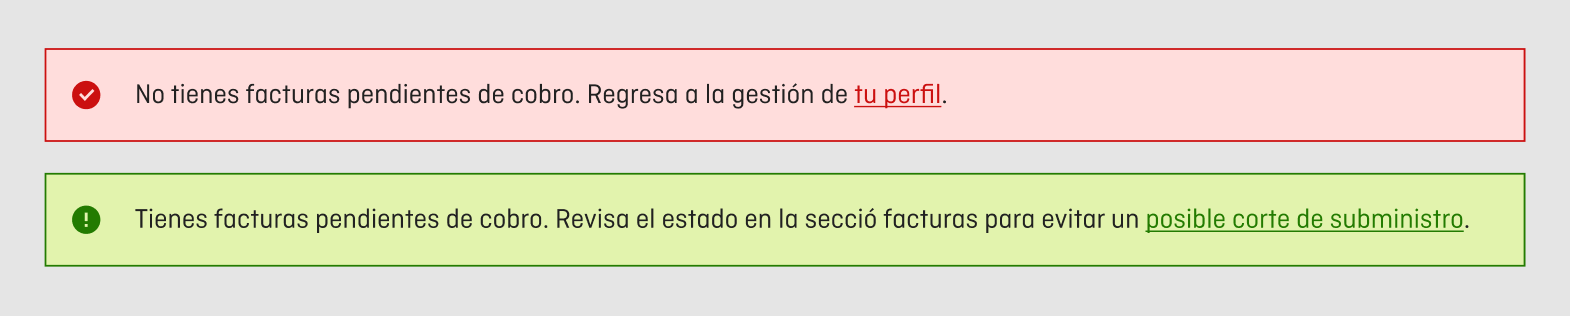 No tienes facturas pendientes de cobro. Regresa a la gestión de tu perfil.
Tienes facturas pendientes de cobro. Revisa el estado en la secció facturas para evitar un posible corte de subministro.